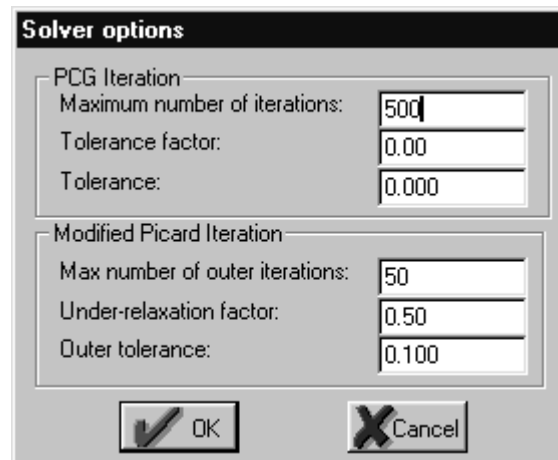 Solver options
PCG Iteration
Maximum number of iterations: 500
Tolerance factor: 0.00
Tolerance: 0.000
Modified Picard Iteration
Max number of outer iterations: 50
Under-relaxation factor: 0.50
Outer tolerance: 0.100
OK Cancel